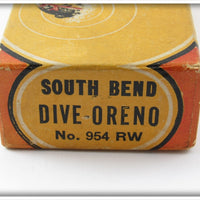 SOUTH BEND
DIVE-ORENO
No. 954 RW